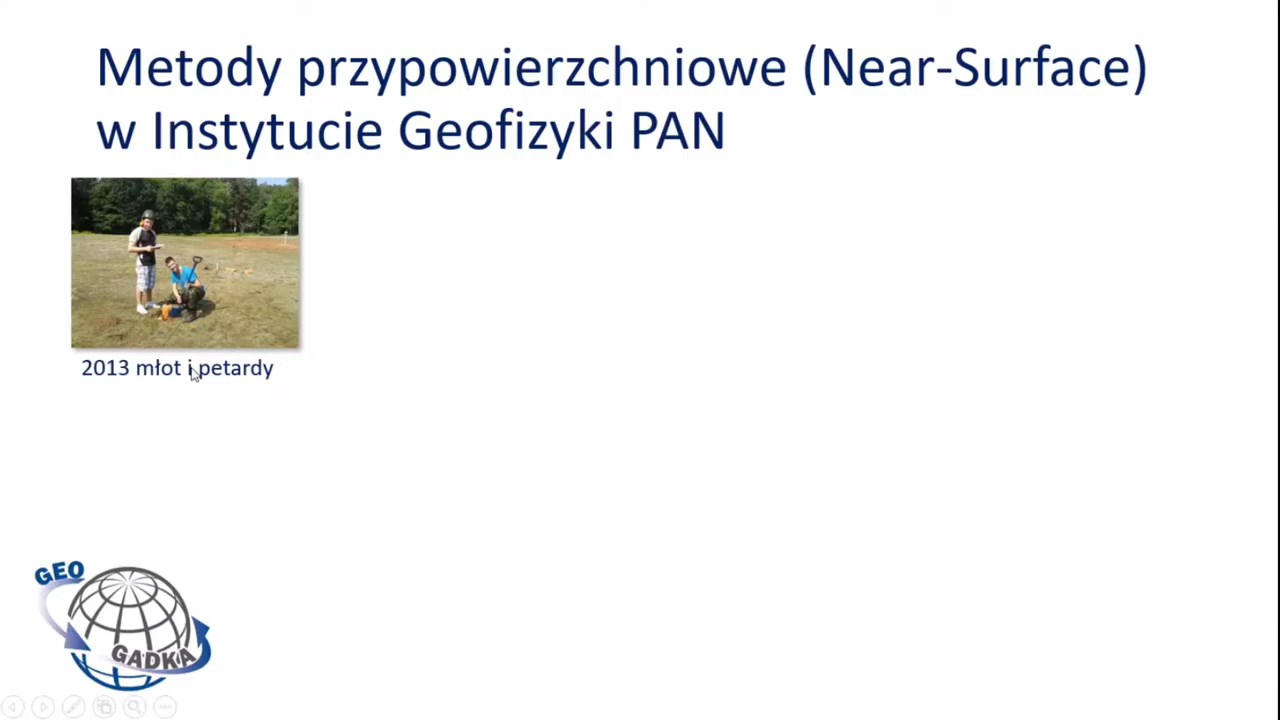 Metody przypowierzchniowe (Near-Surface)
w Instytucie Geofizyki PAN
2013 młot i petardy
GEO
GADKA